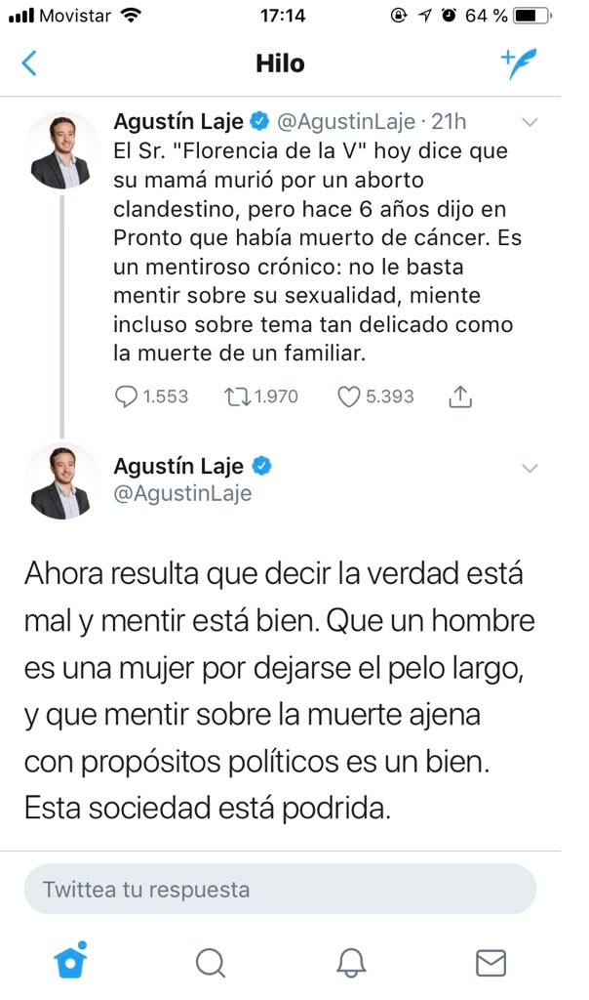 Movistar 17:14 64 %
Hilo
Agustín Laje @AgustinLaje · 21h
El Sr. "Florencia de la V" hoy dice que
su mamá murió por un aborto
clandestino, pero hace 6 años dijo en
Pronto que había muerto de cáncer. Es
un mentiroso crónico: no le basta
mentir sobre su sexualidad, miente
incluso sobre tema tan delicado como
la muerte de un familiar.
1.553 1.970 5.393
Agustín Laje
@AgustinLaje
Ahora resulta que decir la verdad está
mal y mentir está bien. Que un hombre
es una mujer por dejarse el pelo largo,
y que mentir sobre la muerte ajena
con propósitos políticos es un bien.
Esta sociedad está podrida.
Twittea tu respuesta